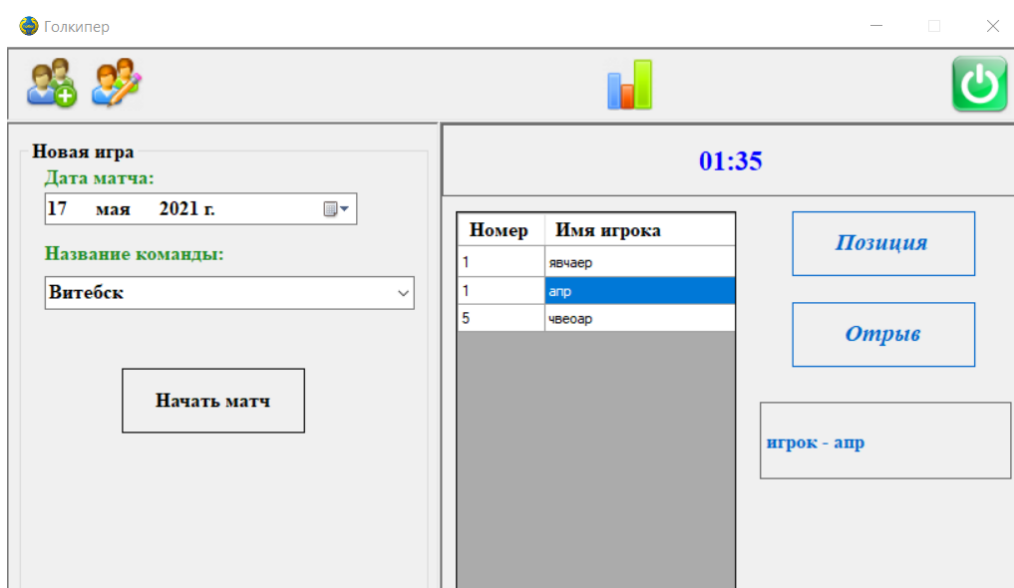 Голкипер
Новая игра
Дата матча:
17 мая 2021 г.
Название команды:
Витебск
Начать матч
01:35
Номер Имя игрока
1 явчаер
1 апр
5 чвеоар
Позиция
Отрыв
игрок - апр